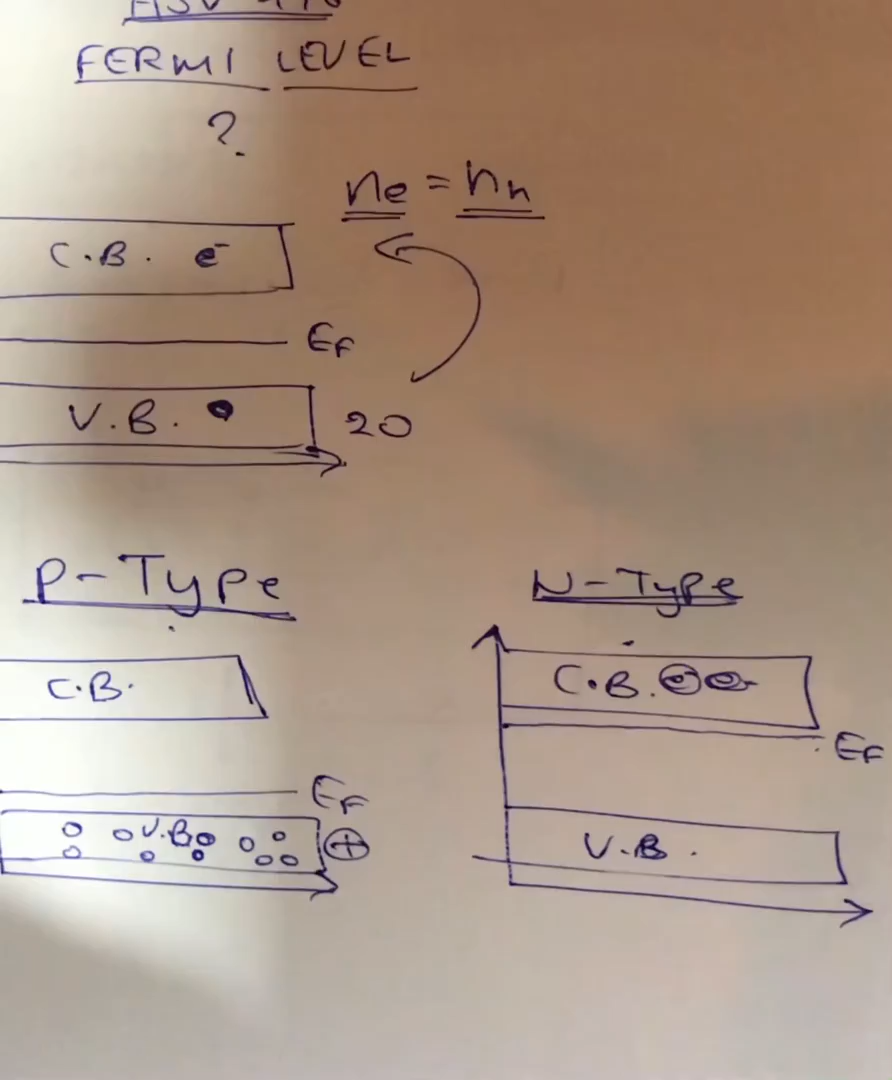 FERMI LEVEL
?
ne = nh
C.B. e-
EF
V.B. 20
P-Type
N-Type
C.B.
C.B. e- e-
EF
EF
V.B. +
V.B.